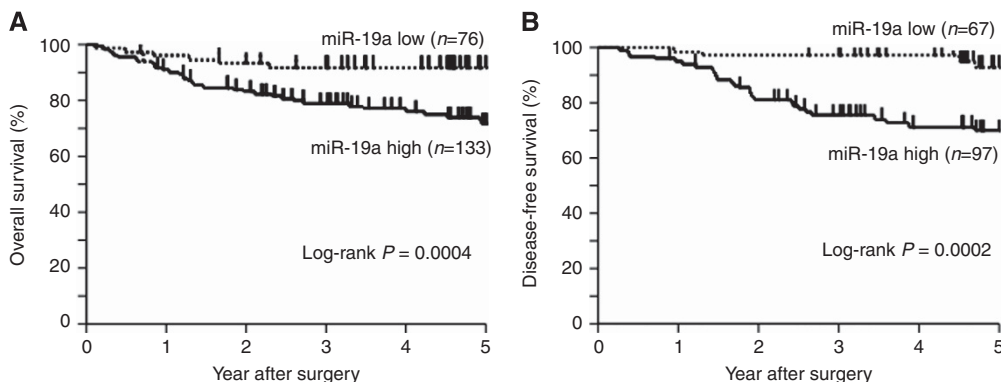 A
100
80
60
40
20
0
Overall survival (%)
miR-19a low (n=76)
miR-19a high (n=133)
Log-rank P = 0.0004
0 1 2 3 4 5
Year after surgery
B
100
80
60
40
20
0
Disease-free survival (%)
miR-19a low (n=67)
miR-19a high (n=97)
Log-rank P = 0.0002
0 1 2 3 4 5
Year after surgery